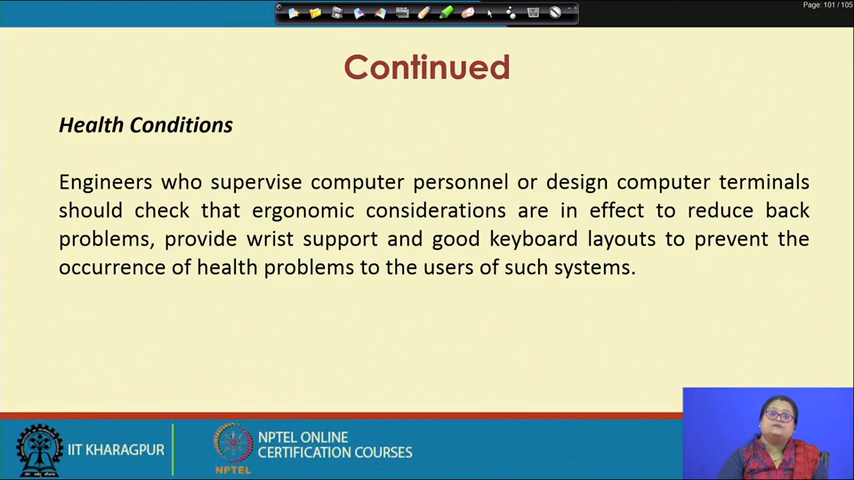 Page: 101 / 105
Continued
Health Conditions
Engineers who supervise computer personnel or design computer terminals
should check that ergonomic considerations are in effect to reduce back
problems, provide wrist support and good keyboard layouts to prevent the
occurrence of health problems to the users of such systems.
IIT KHARAGPUR
NPTEL
NPTEL ONLINE
CERTIFICATION COURSES